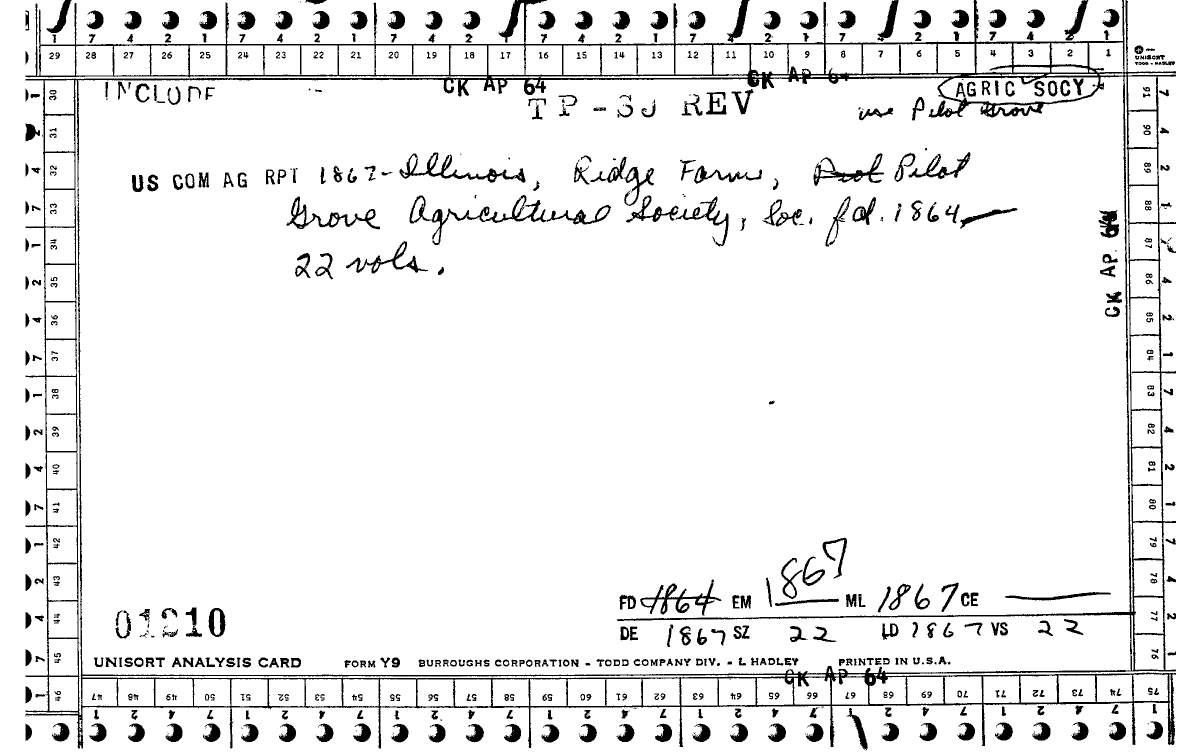 7 4 2 1 7 4 2 1 7 4 2 1 7 4 2 1 7 4 2 1 7 4 2 1 7 4 2 1
29 28 27 26 25 24 23 22 21 20 19 18 17 16 15 14 13 12 11 10 9 8 7 6 5 4 3 2 1
UNISORT
TODD - HADLEY
INCLUDE
CK AP 64
CK AP 64
AGRIC SOCY
TP - SJ REV
use Pilot Grove
US COM AG RPT 1867 - Illinois, Ridge Farm, Pilot
Grove Agricultural Society, Soc. fd. 1864,
22 vols.
CK AP 64
30 31 32 33 34 35 36 37 38 39 40 41 42 43 44 45 46
91 90 89 88 87 86 85 84 83 82 81 80 79 78 77 76 75
FD 1864 EM 1867 ML 1867 CE
DE 1867 SZ 22 LD 1867 VS 22
01210
UNISORT ANALYSIS CARD FORM Y9 BURROUGHS CORPORATION - TODD COMPANY DIV. - L HADLEY PRINTED IN U.S.A.
CK AP 64
47 48 49 50 51 52 53 54 55 56 57 58 59 60 61 62 63 64 65 66 67 68 69 70 71 72 73 74